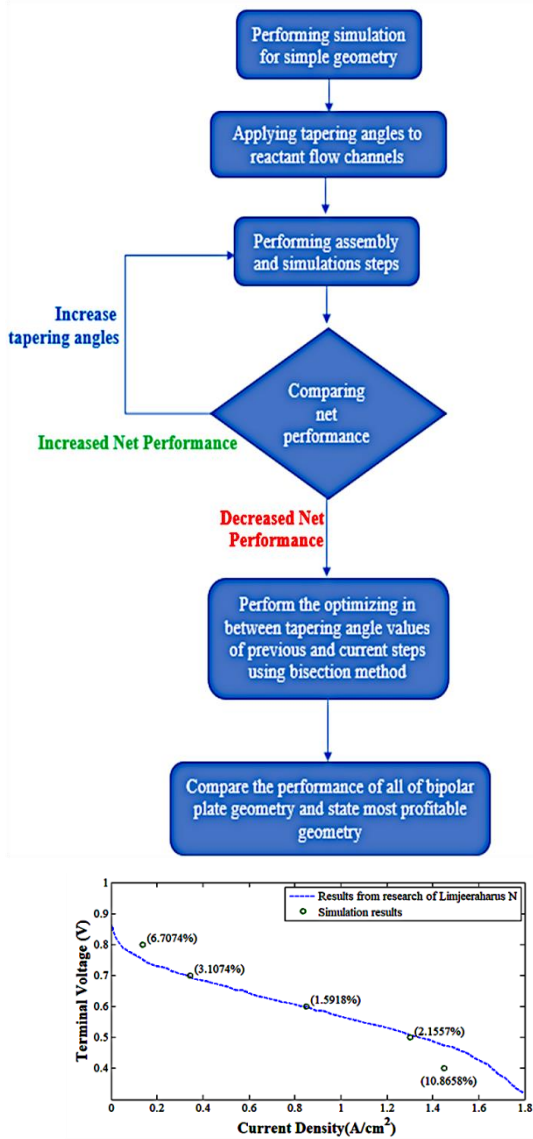 Performing simulation
for simple geometry
Applying tapering angles to
reactant flow channels
Performing assembly
and simulations steps
Increase
tapering angles
Comparing
net
performance
Increased Net Performance
Decreased Net
Performance
Perform the optimizing in
between tapering angle values
of previous and current steps
using bisection method
Compare the performance of all of bipolar
plate geometry and state most profitable
geometry
1
0.9
0.8
0.7
0.6
0.5
0.4
Terminal Voltage (V)
Results from research of Limjeeraharus N
Simulation results
(6.7074%)
(3.1074%)
(1.5918%)
(2.1557%)
(10.8658%)
0 0.2 0.4 0.6 0.8 1 1.2 1.4 1.6 1.8
Current Density(A/cm²)